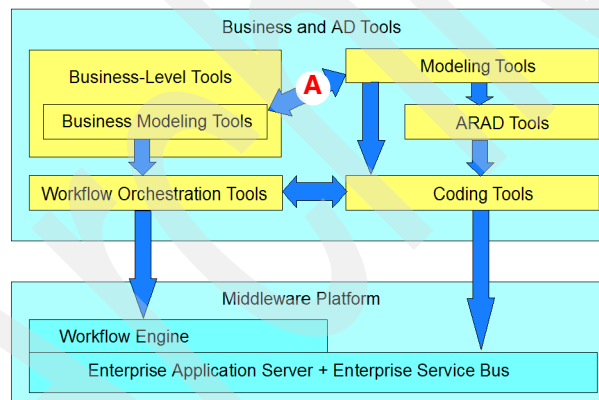 Business and AD Tools
Business-Level Tools
A
Modeling Tools
Business Modeling Tools
ARAD Tools
Workflow Orchestration Tools
Coding Tools
Middleware Platform
Workflow Engine
Enterprise Application Server + Enterprise Service Bus